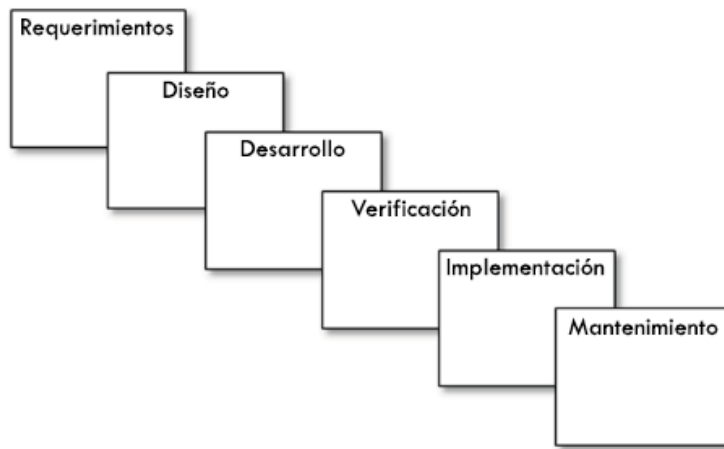 Requerimientos
Diseño
Desarrollo
Verificación
Implementación
Mantenimiento